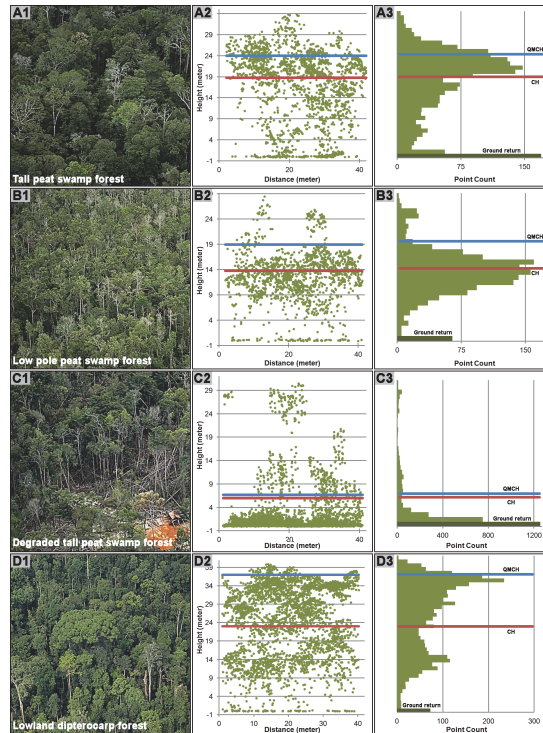 A1
Tall peat swamp forest
A2
Height (meter)
34
29
24
19
14
9
4
-1
0 20 40
Distance (meter)
A3
QMCH
CH
Ground return
0 75 150
Point Count
B1
Low pole peat swamp forest
B2
Height (meter)
24
19
14
9
4
-1
0 20 40
Distance (meter)
B3
QMCH
CH
Ground return
0 75 150
Point Count
C1
Degraded tall peat swamp forest
C2
Height (meter)
29
24
19
14
9
4
-1
0 20 40
Distance (meter)
C3
QMCH
CH
Ground return
0 400 800 1200
Point Count
D1
Lowland dipterocarp forest
D2
Height (meter)
34
29
24
19
14
9
4
-1
0 10 20 30 40
Distance (meter)
D3
QMCH
CH
Ground return
0 100 200 300
Point Count